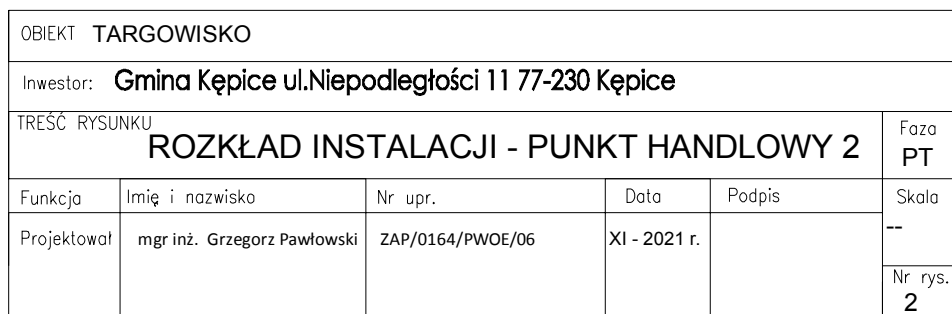 OBIEKT TARGOWISKO
Inwestor: Gmina Kępice ul.Niepodległości 11 77-230 Kępice
TREŚĆ RYSUNKU
ROZKŁAD INSTALACJI - PUNKT HANDLOWY 2
Faza
PT
Funkcja Imię i nazwisko Nr upr. Data Podpis Skala
Projektował mgr inż. Grzegorz Pawłowski ZAP/0164/PWOE/06 XI - 2021 r. --
Nr rys.
2